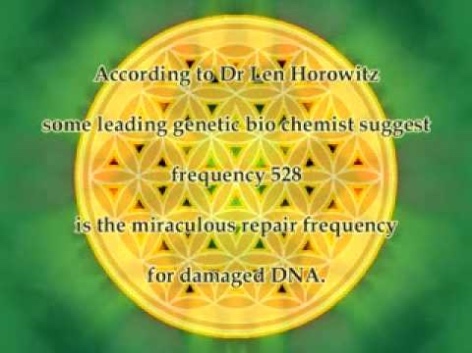 According to Dr Len Horowitz
some leading genetic bio chemist suggest
frequency 528
is the miraculous repair frequency
for damaged DNA.